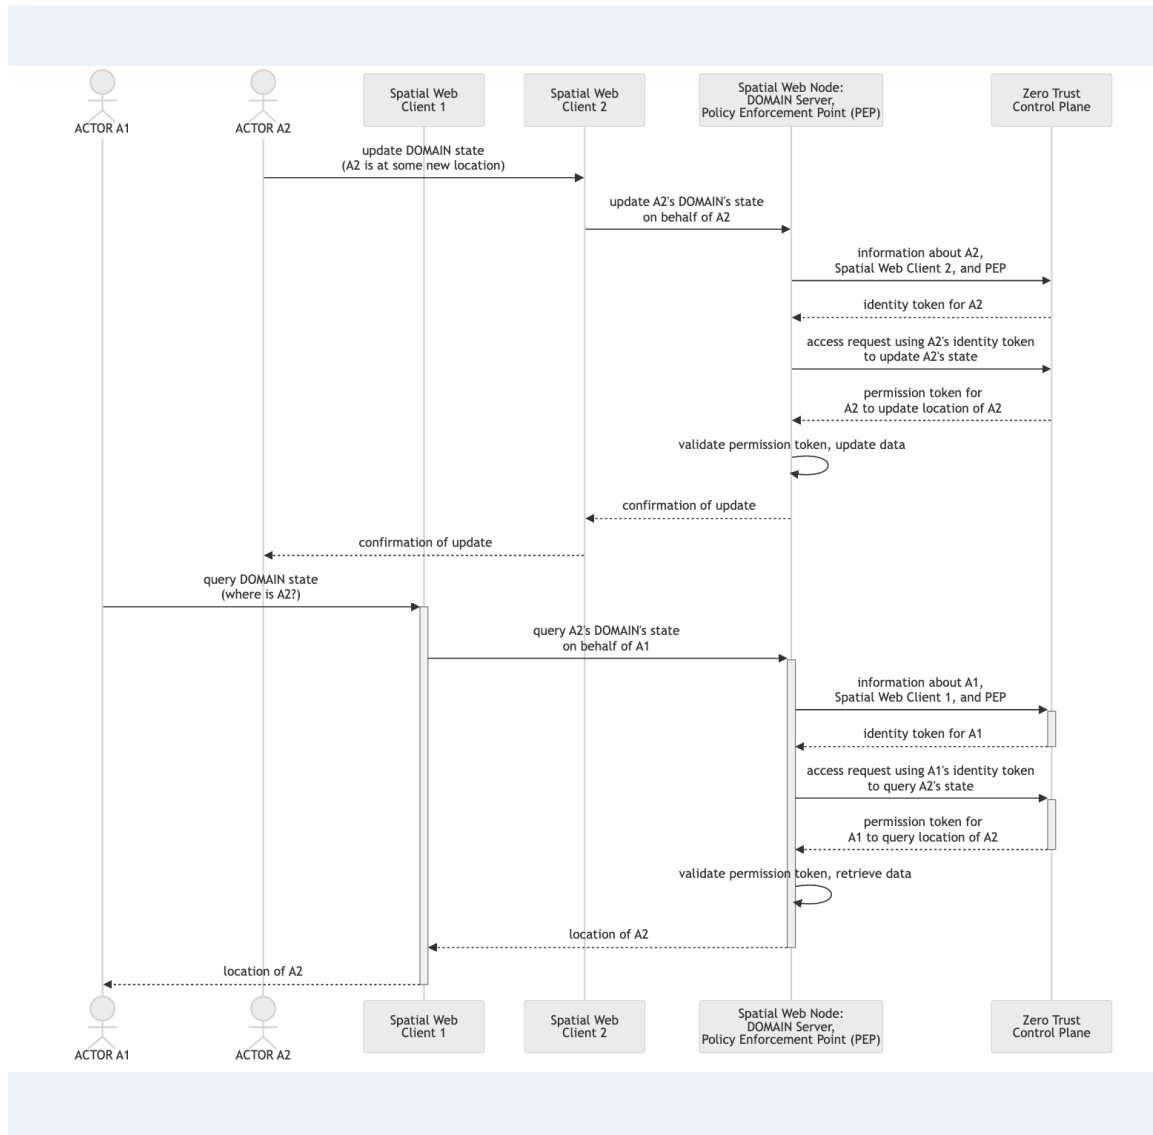 ACTOR A1
ACTOR A2
Spatial Web
Client 1
Spatial Web
Client 2
Spatial Web Node:
DOMAIN Server,
Policy Enforcement Point (PEP)
Zero Trust
Control Plane
update DOMAIN state
(A2 is at some new location)
update A2's DOMAIN's state
on behalf of A2
information about A2,
Spatial Web Client 2, and PEP
identity token for A2
access request using A2's identity token
to update A2's state
permission token for
A2 to update location of A2
validate permission token, update data
confirmation of update
confirmation of update
query DOMAIN state
(where is A2?)
query A2's DOMAIN's state
on behalf of A1
information about A1,
Spatial Web Client 1, and PEP
identity token for A1
access request using A1's identity token
to query A2's state
permission token for
A1 to query location of A2
validate permission token, retrieve data
location of A2
location of A2
ACTOR A1
ACTOR A2
Spatial Web
Client 1
Spatial Web
Client 2
Spatial Web Node:
DOMAIN Server,
Policy Enforcement Point (PEP)
Zero Trust
Control Plane